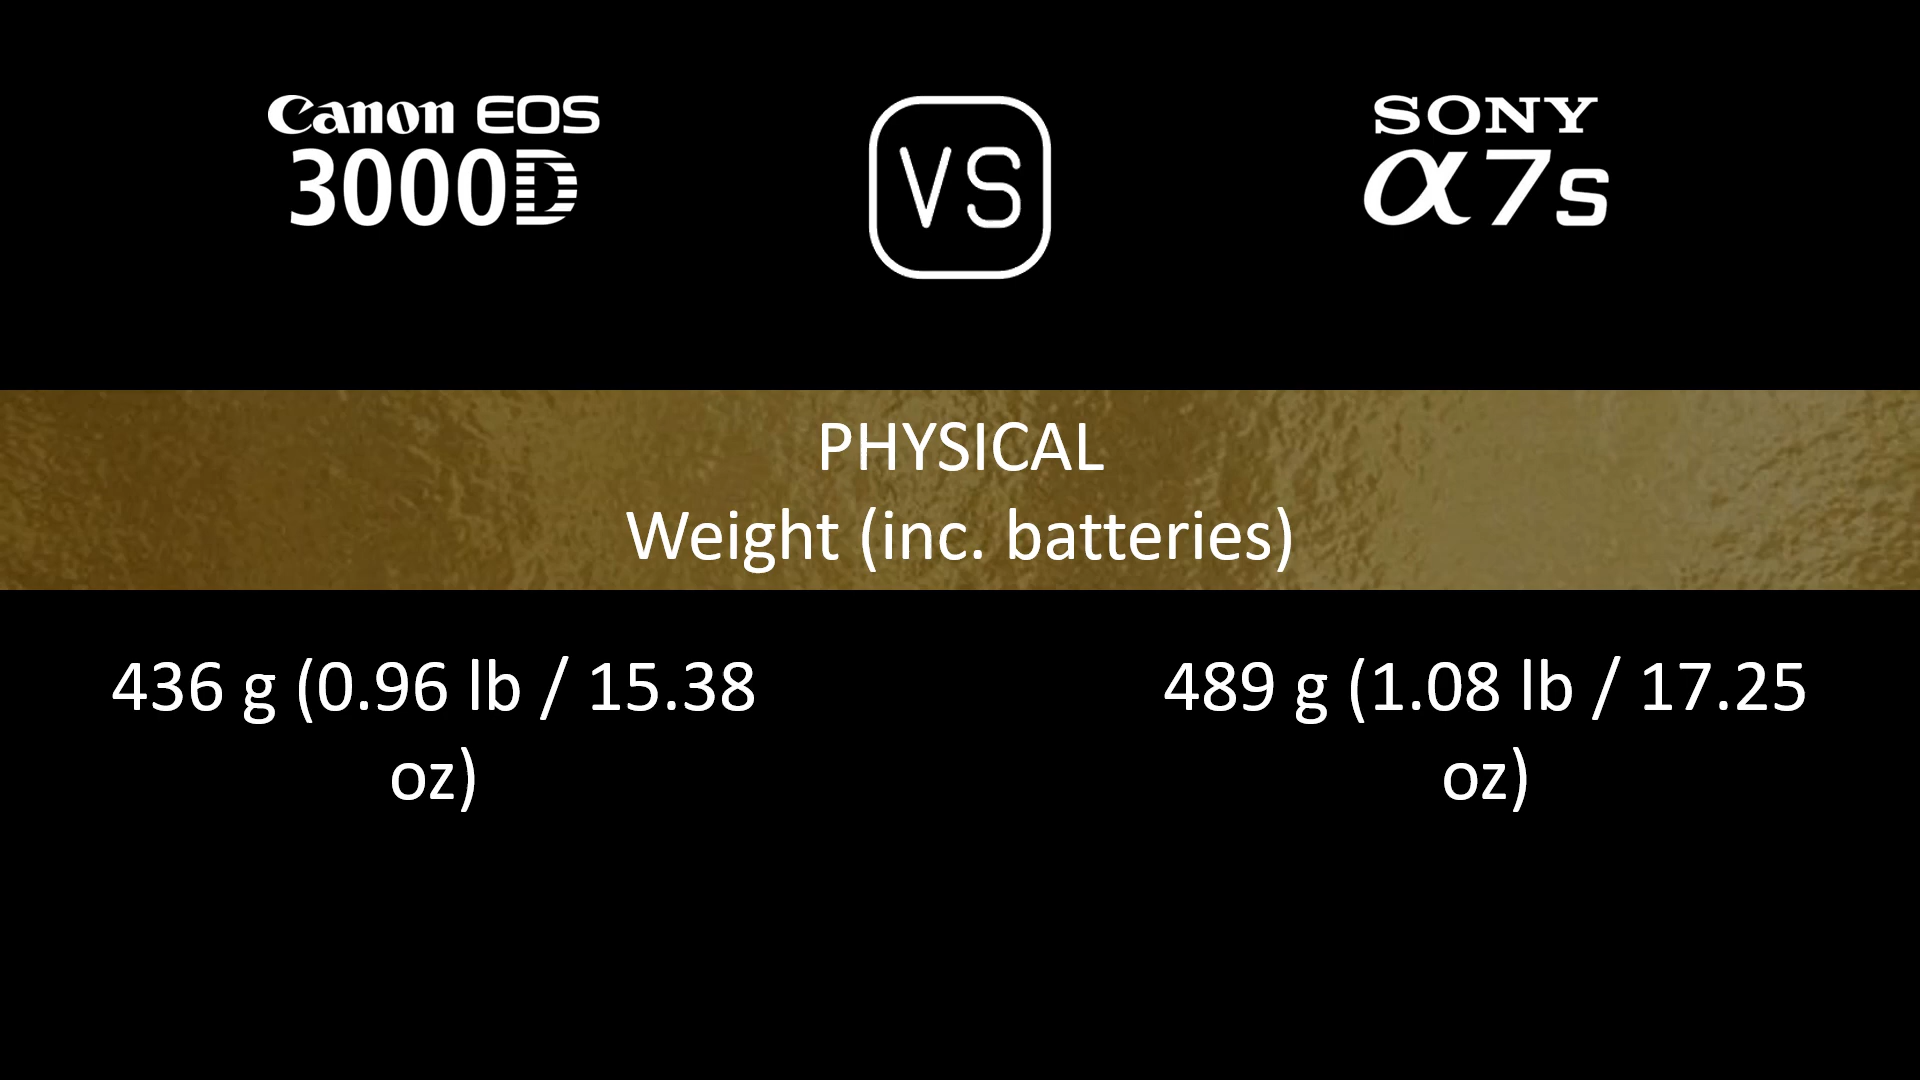 Canon EOS
3000D
VS
SONY
α7s
PHYSICAL
Weight (inc. batteries)
436 g (0.96 lb / 15.38
oz)
489 g (1.08 lb / 17.25
oz)